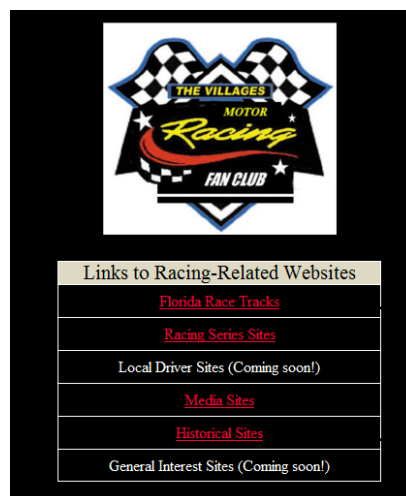 THE VILLAGES
MOTOR
Racing
FAN CLUB
Links to Racing-Related Websites
Florida Race Tracks
Racing Series Sites
Local Driver Sites (Coming soon!)
Media Sites
Historical Sites
General Interest Sites (Coming soon!)